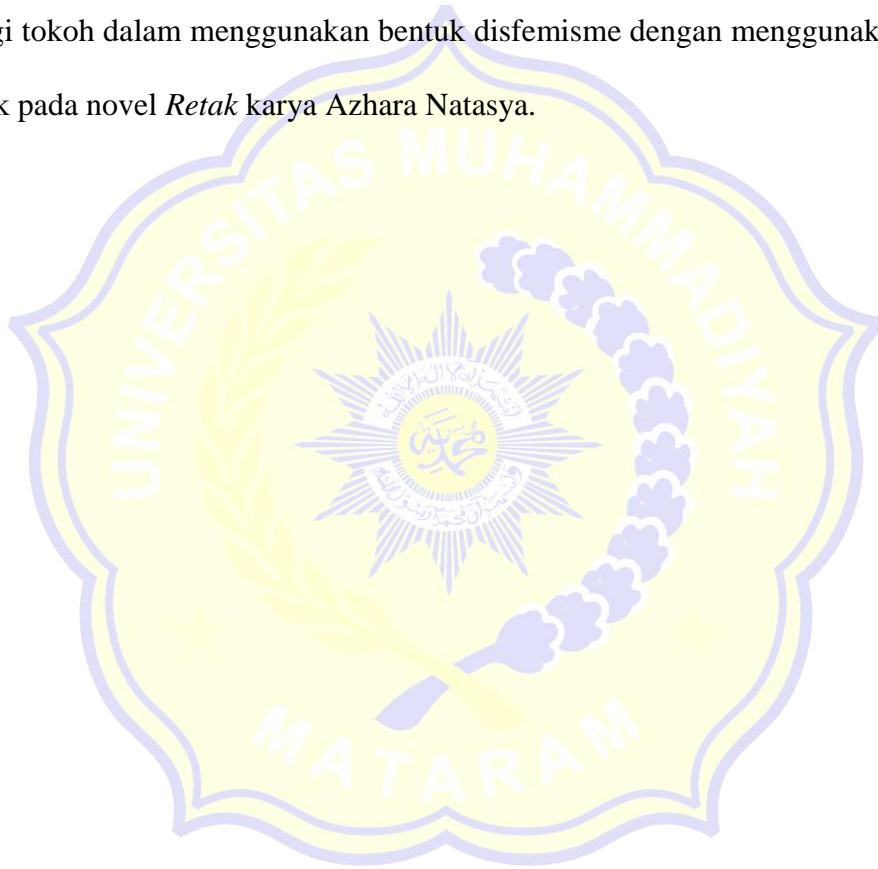 gi tokoh dalam menggunakan bentuk disfemisme dengan menggunak
k pada novel Retak karya Azhara Natasya.
UNIVERSITAS MUHAMMADIYAH
MATARAM